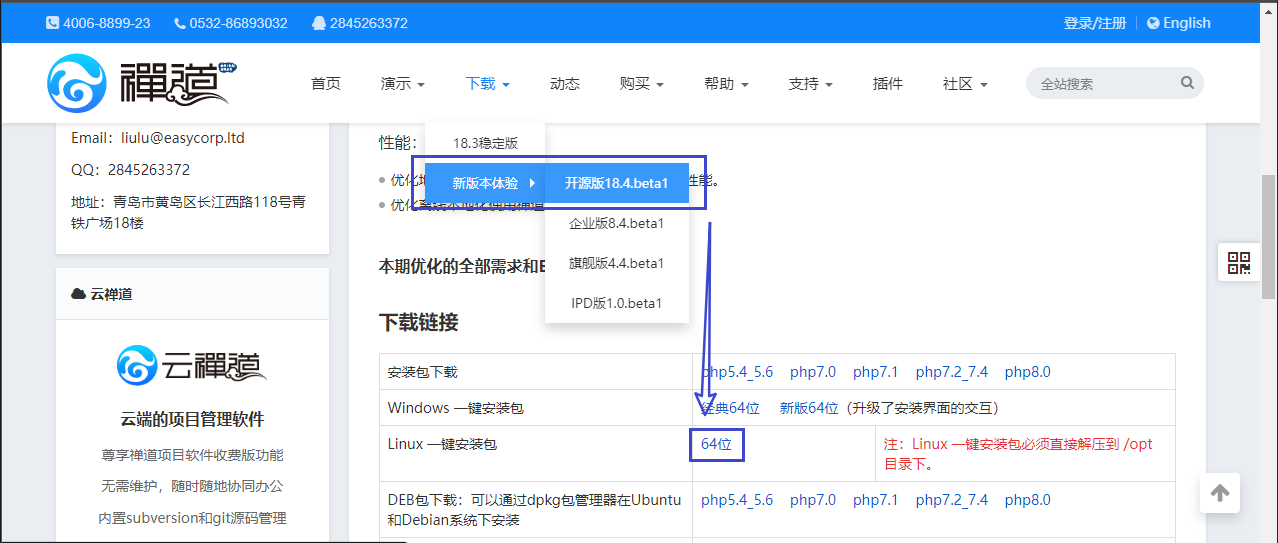 4006-8899-23 0532-86893032 2845263372 登录/注册 English
禅道 首页 演示 下载 动态 购买 帮助 支持 插件 社区 全站搜索
Email：liulu@easycorp.ltd
QQ：2845263372
地址：青岛市黄岛区长江西路118号青
铁广场18楼
云禅道
云禅道
云端的项目管理软件
尊享禅道项目软件收费版功能
无需维护，随时随地协同办公
内置subversion和git源码管理
性能：
18.3稳定版
新版本体验 开源版18.4.beta1
优化地 性能。
企业版8.4.beta1
旗舰版4.4.beta1
IPD版1.0.beta1
本期优化的全部需求和
下载链接
安装包下载 php5.4_5.6 php7.0 php7.1 php7.2_7.4 php8.0
Windows 一键安装包 经典64位 新版64位（升级了安装界面的交互）
Linux 一键安装包 64位 注：Linux 一键安装包必须直接解压到 /opt
目录下。
DEB包下载：可以通过dpkg包管理器在Ubuntu php5.4_5.6 php7.0 php7.1 php7.2_7.4 php8.0
和Debian系统下安装